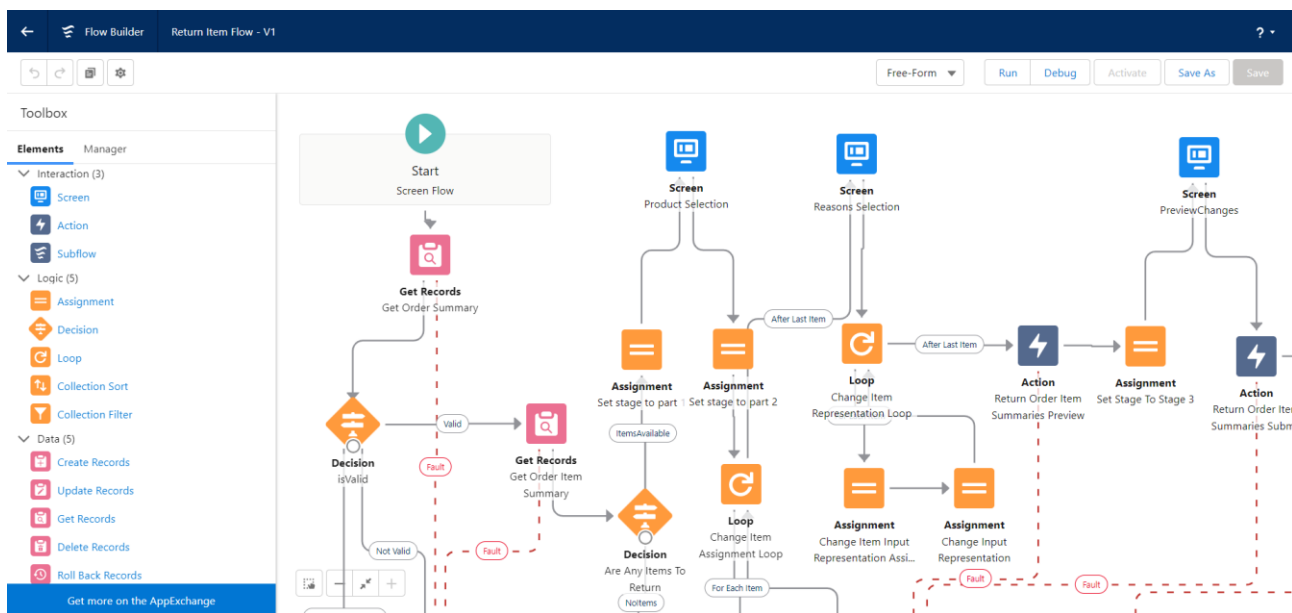 Flow Builder
Return Item Flow - V1
?
Free-Form
Run
Debug
Activate
Save As
Save
Toolbox
Elements
Manager
Interaction (3)
Screen
Action
Subflow
Logic (5)
Assignment
Decision
Loop
Collection Sort
Collection Filter
Data (5)
Create Records
Update Records
Get Records
Delete Records
Roll Back Records
Get more on the AppExchange
Start
Screen Flow
Get Records
Get Order Summary
Decision
isValid
Valid
Not Valid
Fault
Get Records
Get Order Item
Summary
Fault
Screen
Product Selection
Assignment
Set stage to part 1
ItemsAvailable
Decision
Are Any Items To
Return
NoItems
Assignment
Set stage to part 2
After Last Item
Loop
Change Item
Assignment Loop
For Each Item
Screen
Reasons Selection
Loop
Change Item
Representation Loop
After Last Item
Assignment
Change Item Input
Representation Assi...
Assignment
Change Input
Representation
Action
Return Order Item
Summaries Preview
Fault
Screen
PreviewChanges
Assignment
Set Stage To Stage 3
Action
Return Order Ite
Summaries Subm
Fault